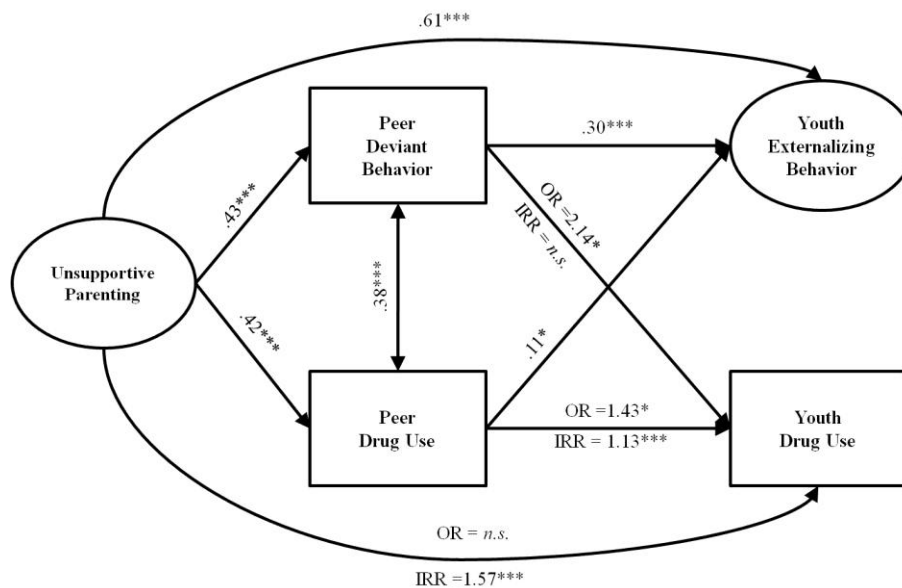 .61***
Peer
Deviant
Behavior
.30***
Youth
Externalizing
Behavior
.43***
OR =2.14*
IRR = n.s.
Unsupportive
Parenting
.38***
.42***
.11*
Peer
Drug Use
OR =1.43*
IRR = 1.13***
Youth
Drug Use
OR = n.s.
IRR =1.57***